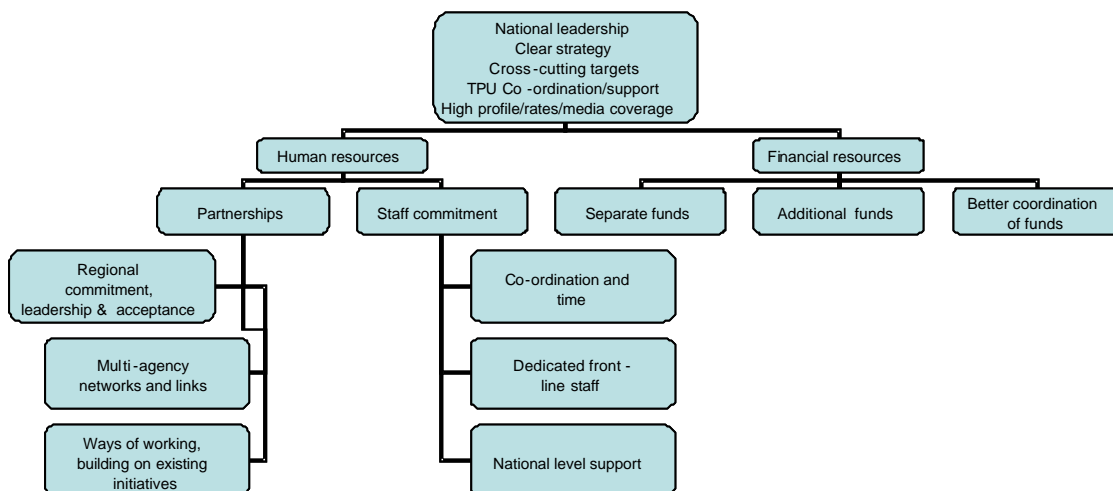 National leadership
Clear strategy
Cross-cutting targets
TPU Co -ordination/support
High profile/rates/media coverage
Human resources
Financial resources
Partnerships
Staff commitment
Separate funds
Additional funds
Better coordination
of funds
Regional
commitment,
leadership & acceptance
Co-ordination and
time
Multi-agency
networks and links
Dedicated front -
line staff
Ways of working,
building on existing
initiatives
National level support